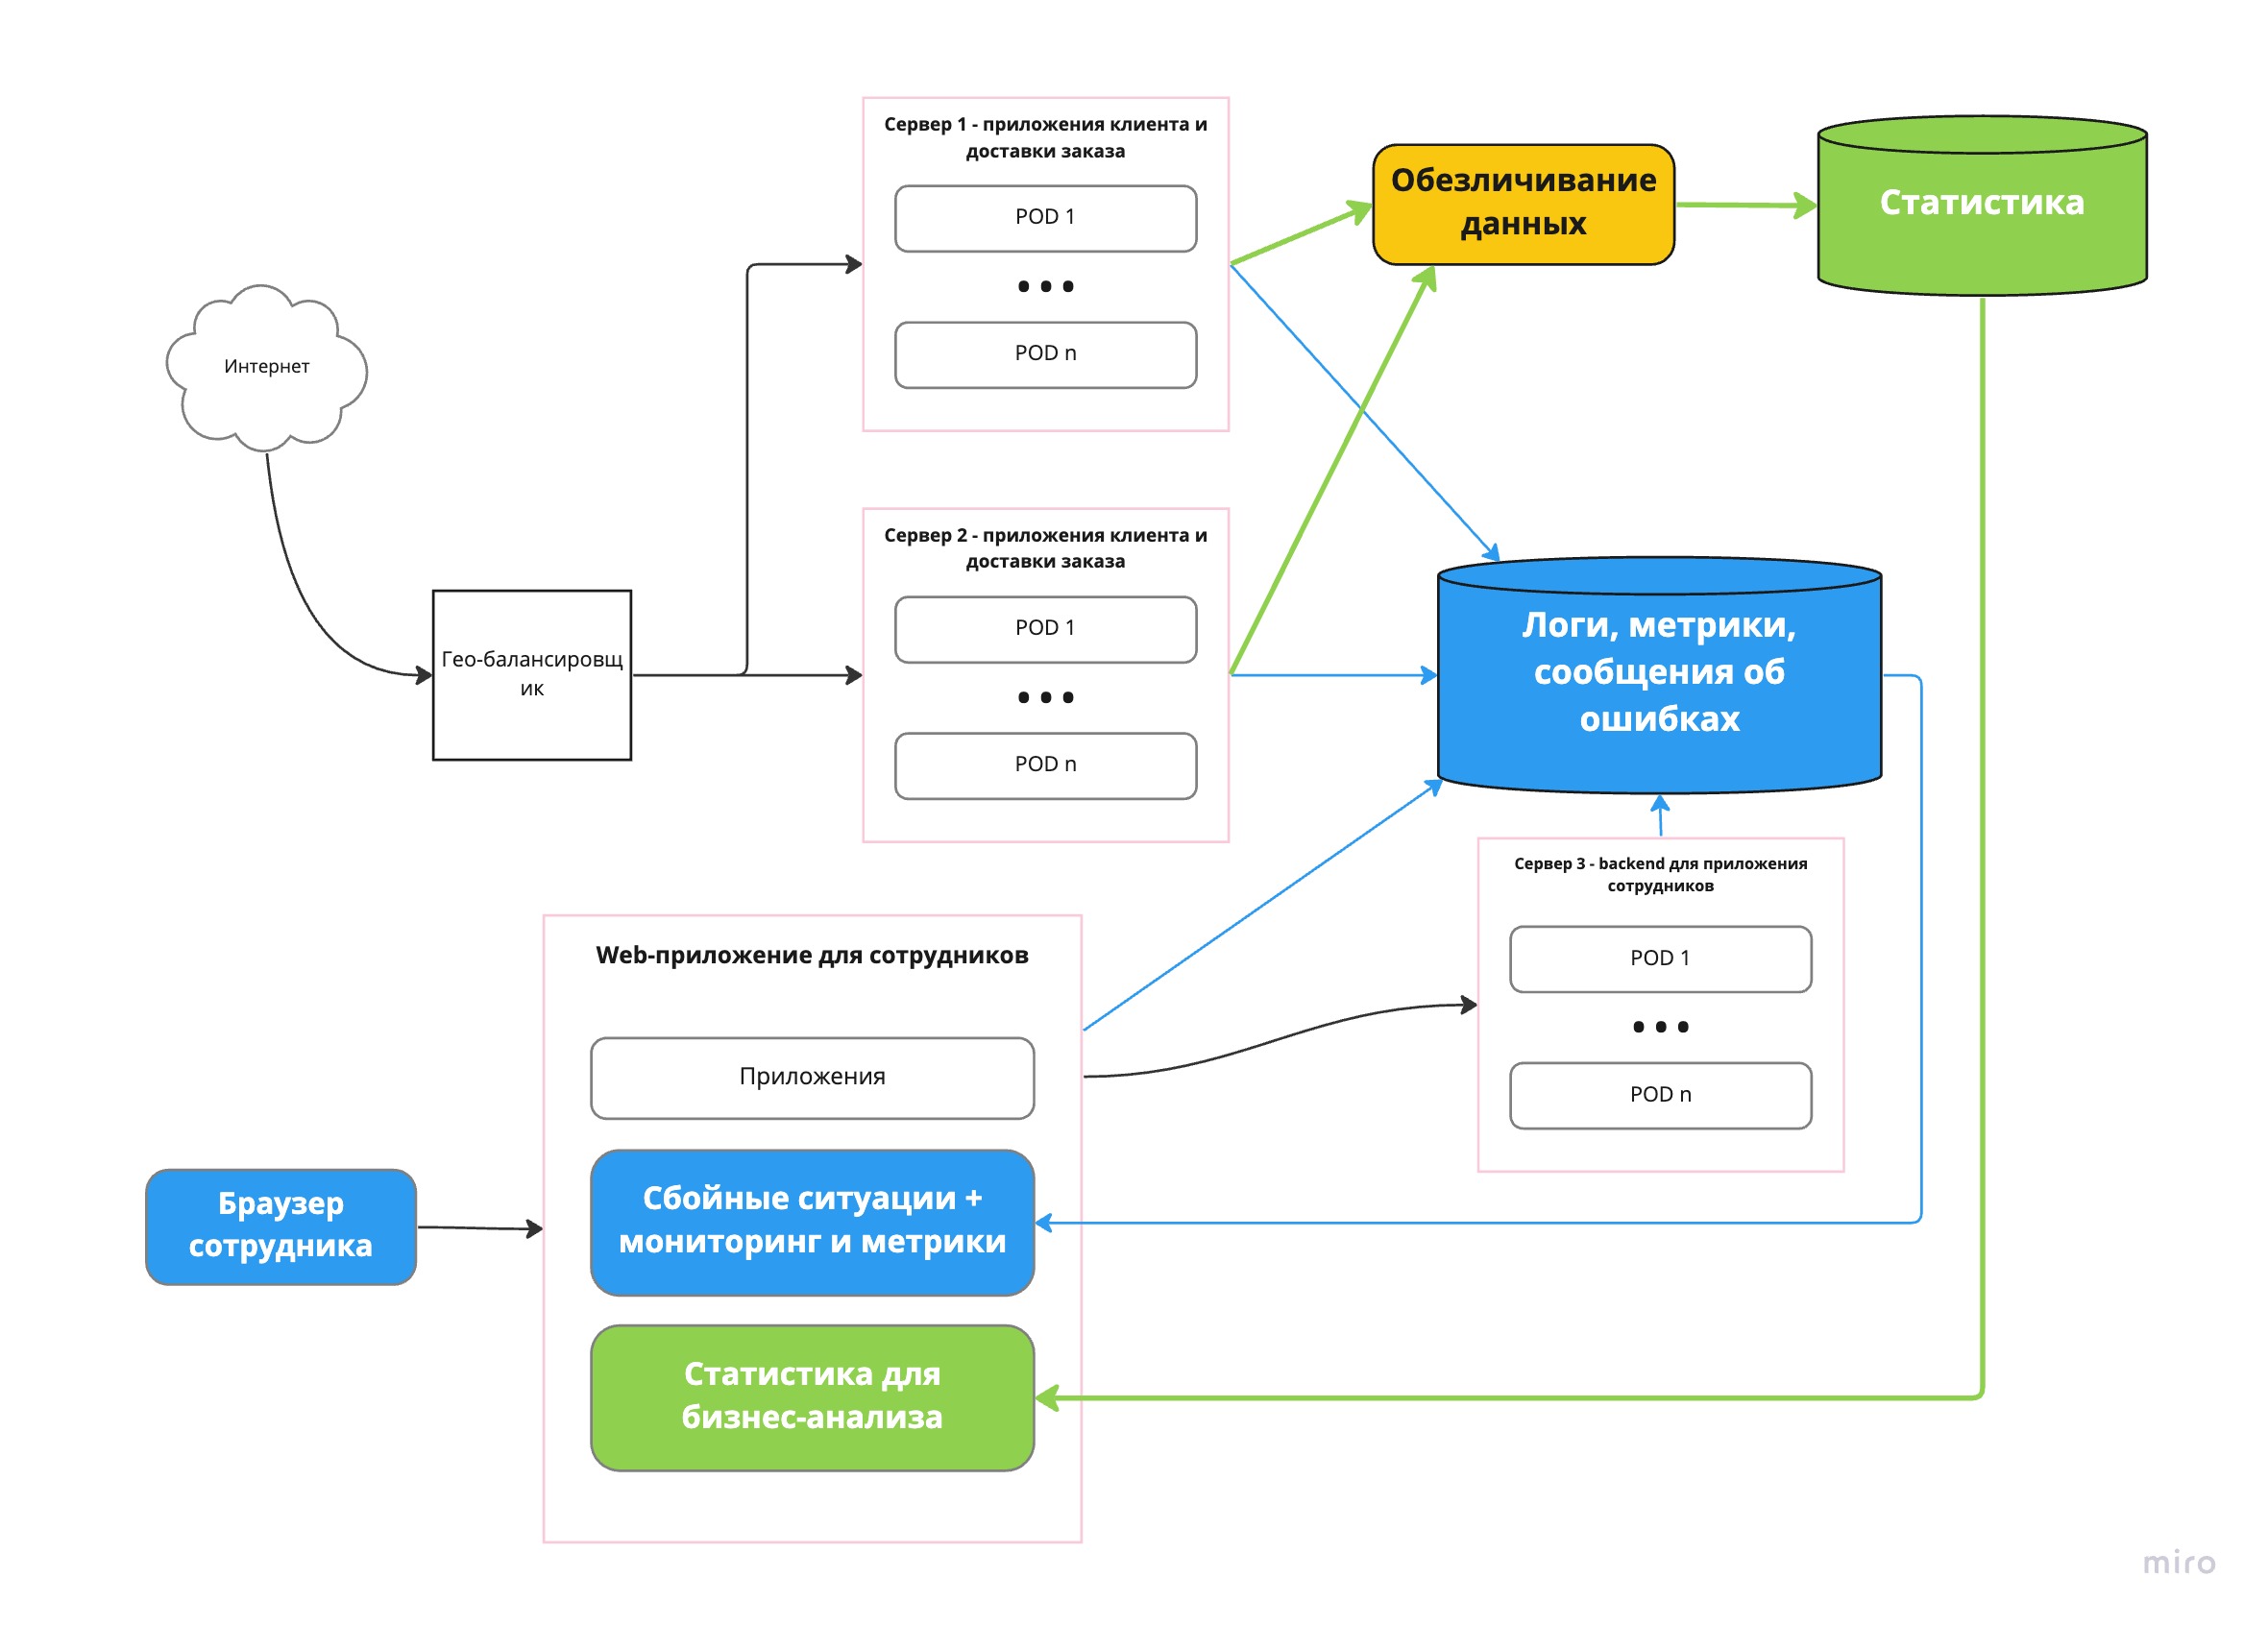 Сервер 1 - приложения клиента и
доставки заказа
POD 1
...
POD n
Обезличивание
данных
Статистика
Интернет
Гео-балансировщ
ик
Сервер 2 - приложения клиента и
доставки заказа
POD 1
...
POD n
Логи, метрики,
сообщения об
ошибках
Сервер 3 - backend для приложения
сотрудников
POD 1
...
POD n
Web-приложение для сотрудников
Приложения
Сбойные ситуации +
мониторинг и метрики
Статистика для
бизнес-анализа
Браузер
сотрудника
miro